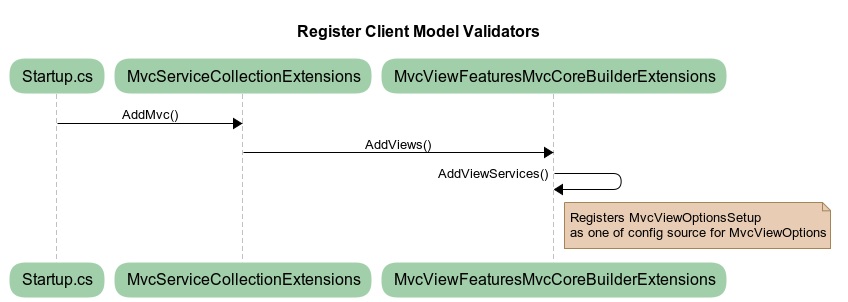 Register Client Model Validators
Startup.cs
MvcServiceCollectionExtensions
MvcViewFeaturesMvcCoreBuilderExtensions
AddMvc()
AddViews()
AddViewServices()
Registers MvcViewOptionsSetup
as one of config source for MvcViewOptions
Startup.cs
MvcServiceCollectionExtensions
MvcViewFeaturesMvcCoreBuilderExtensions